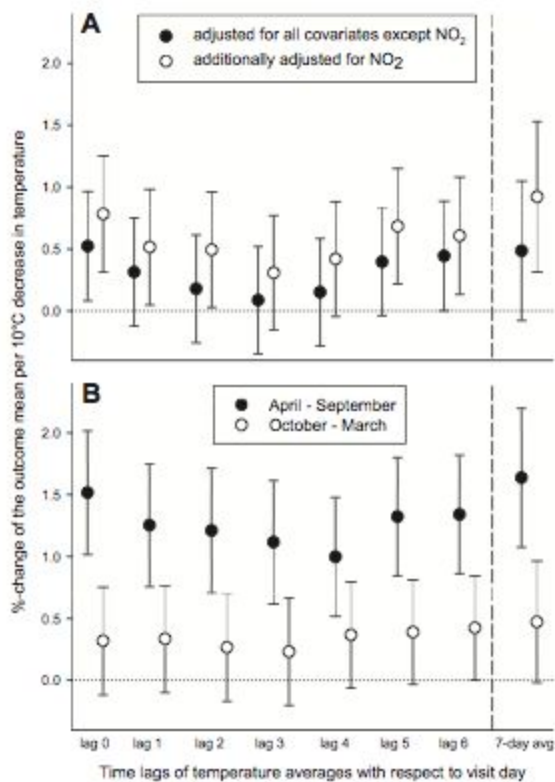 A
adjusted for all covariates except NO2
additionally adjusted for NO2
2.0
1.5
1.0
0.5
0.0
%-change of the outcome mean per 10°C decrease in temperature
B
April - September
October - March
2.0
1.5
1.0
0.5
0.0
lag 0 lag 1 lag 2 lag 3 lag 4 lag 5 lag 6 7-day avg
Time lags of temperature averages with respect to visit day